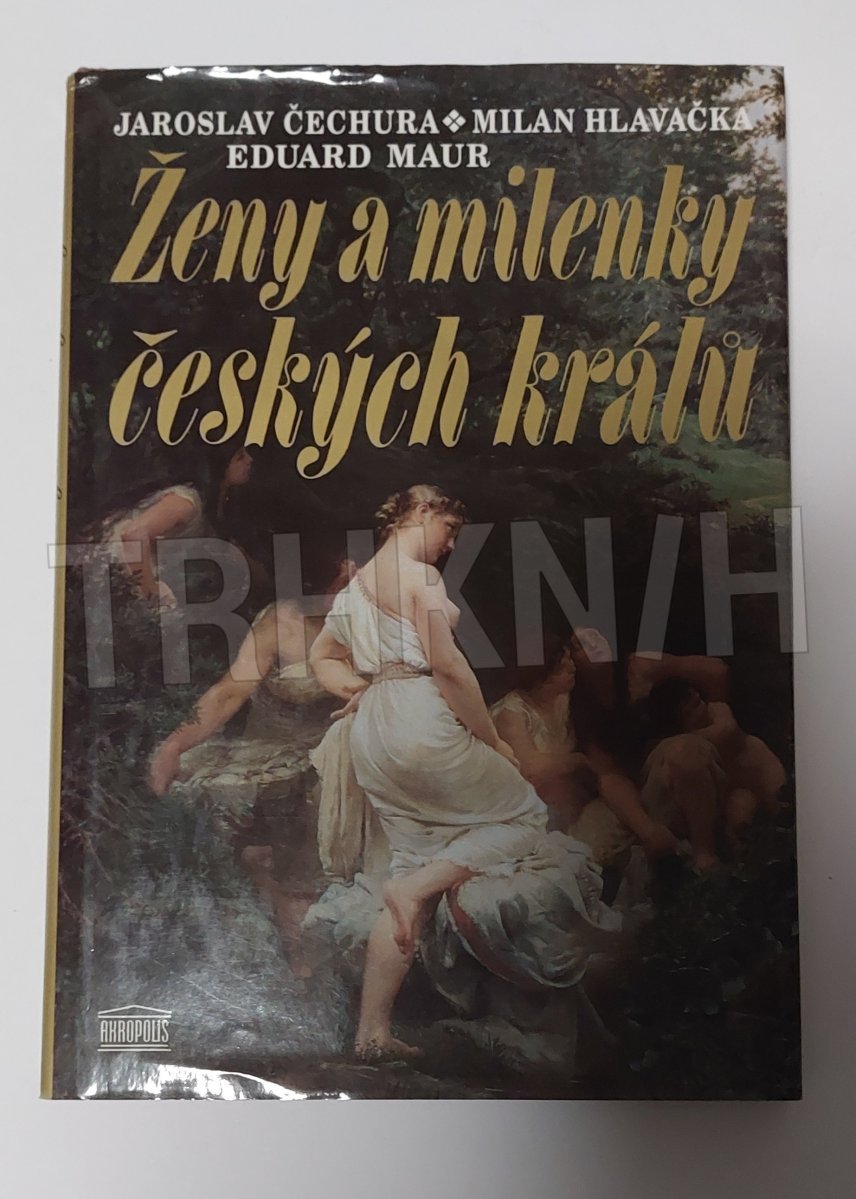 JAROSLAV ČECHURA ❖ MILAN HLAVAČKA
EDUARD MAUR
Ženy a milenky
českých králů
TRHKNIH
AKROPOLIS